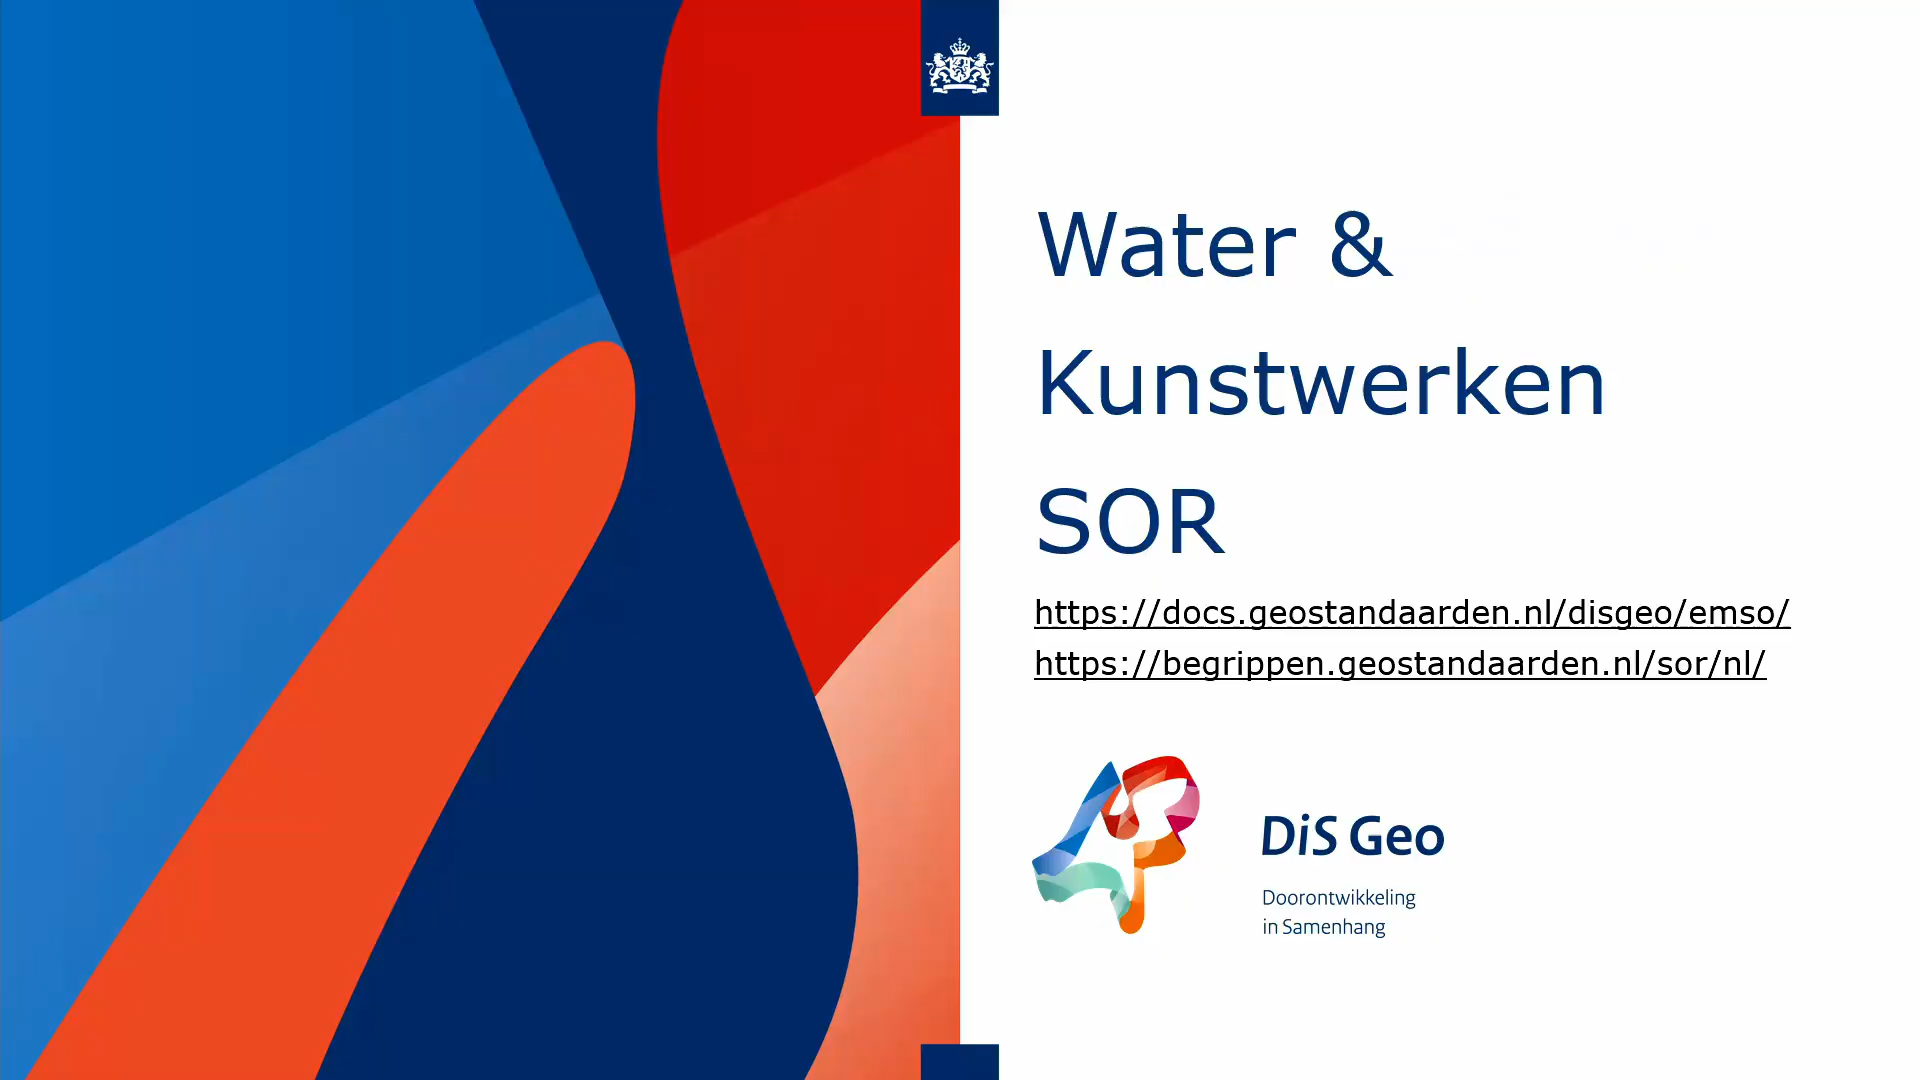 Water &
Kunstwerken
SOR
https://docs.geostandaarden.nl/disgeo/emso/
https://begrippen.geostandaarden.nl/sor/nl/
DiS Geo
Doorontwikkeling
in Samenhang